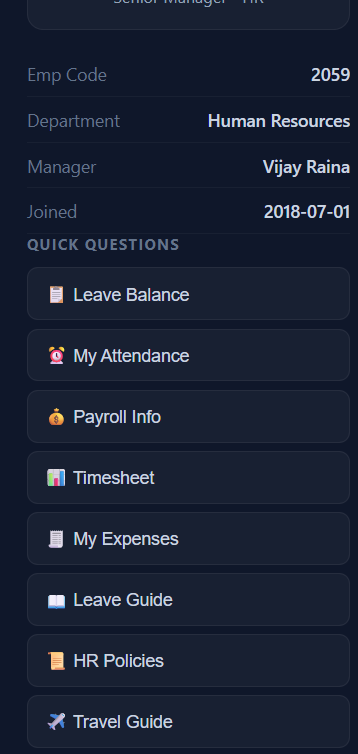 Senior Manager - HR
Emp Code 2059
Department Human Resources
Manager Vijay Raina
Joined 2018-07-01
QUICK QUESTIONS
Leave Balance
My Attendance
Payroll Info
Timesheet
My Expenses
Leave Guide
HR Policies
Travel Guide